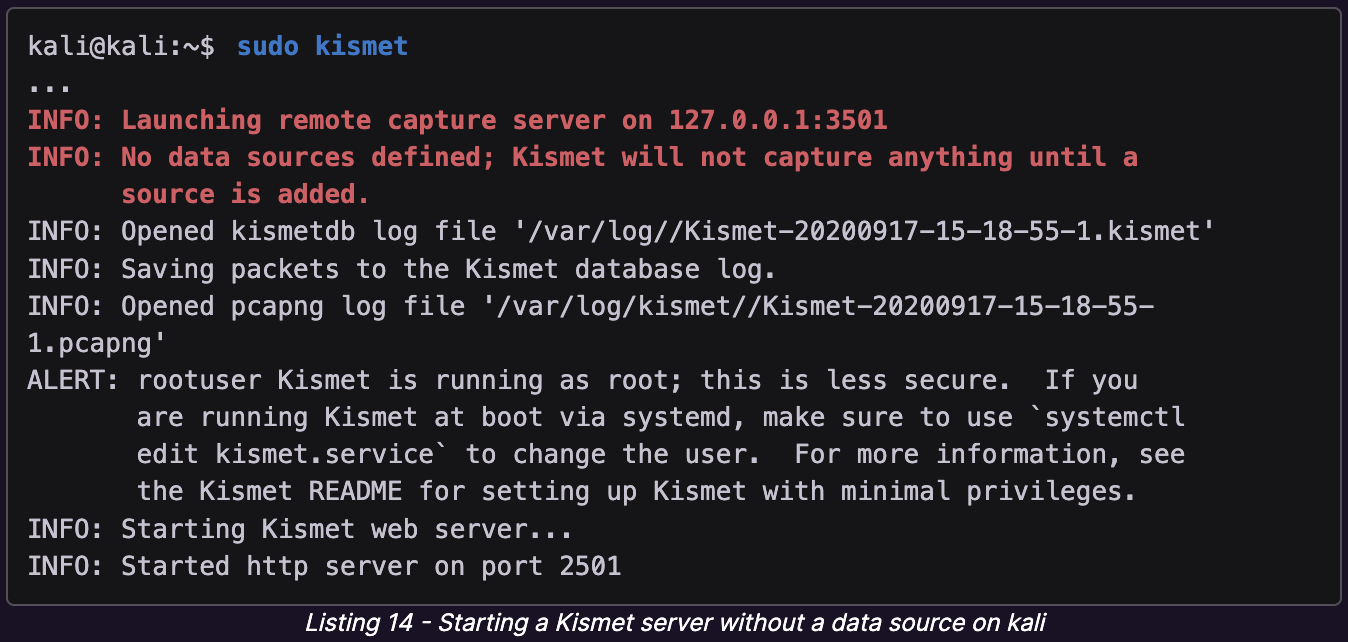 kali@kali:~$ sudo kismet
...
INFO: Launching remote capture server on 127.0.0.1:3501
INFO: No data sources defined; Kismet will not capture anything until a
source is added.
INFO: Opened kismetdb log file '/var/log//Kismet-20200917-15-18-55-1.kismet'
INFO: Saving packets to the Kismet database log.
INFO: Opened pcapng log file '/var/log/kismet//Kismet-20200917-15-18-55-
1.pcapng'
ALERT: rootuser Kismet is running as root; this is less secure.  If you
are running Kismet at boot via systemd, make sure to use `systemctl
edit kismet.service` to change the user.  For more information, see
the Kismet README for setting up Kismet with minimal privileges.
INFO: Starting Kismet web server...
INFO: Started http server on port 2501
Listing 14 - Starting a Kismet server without a data source on kali